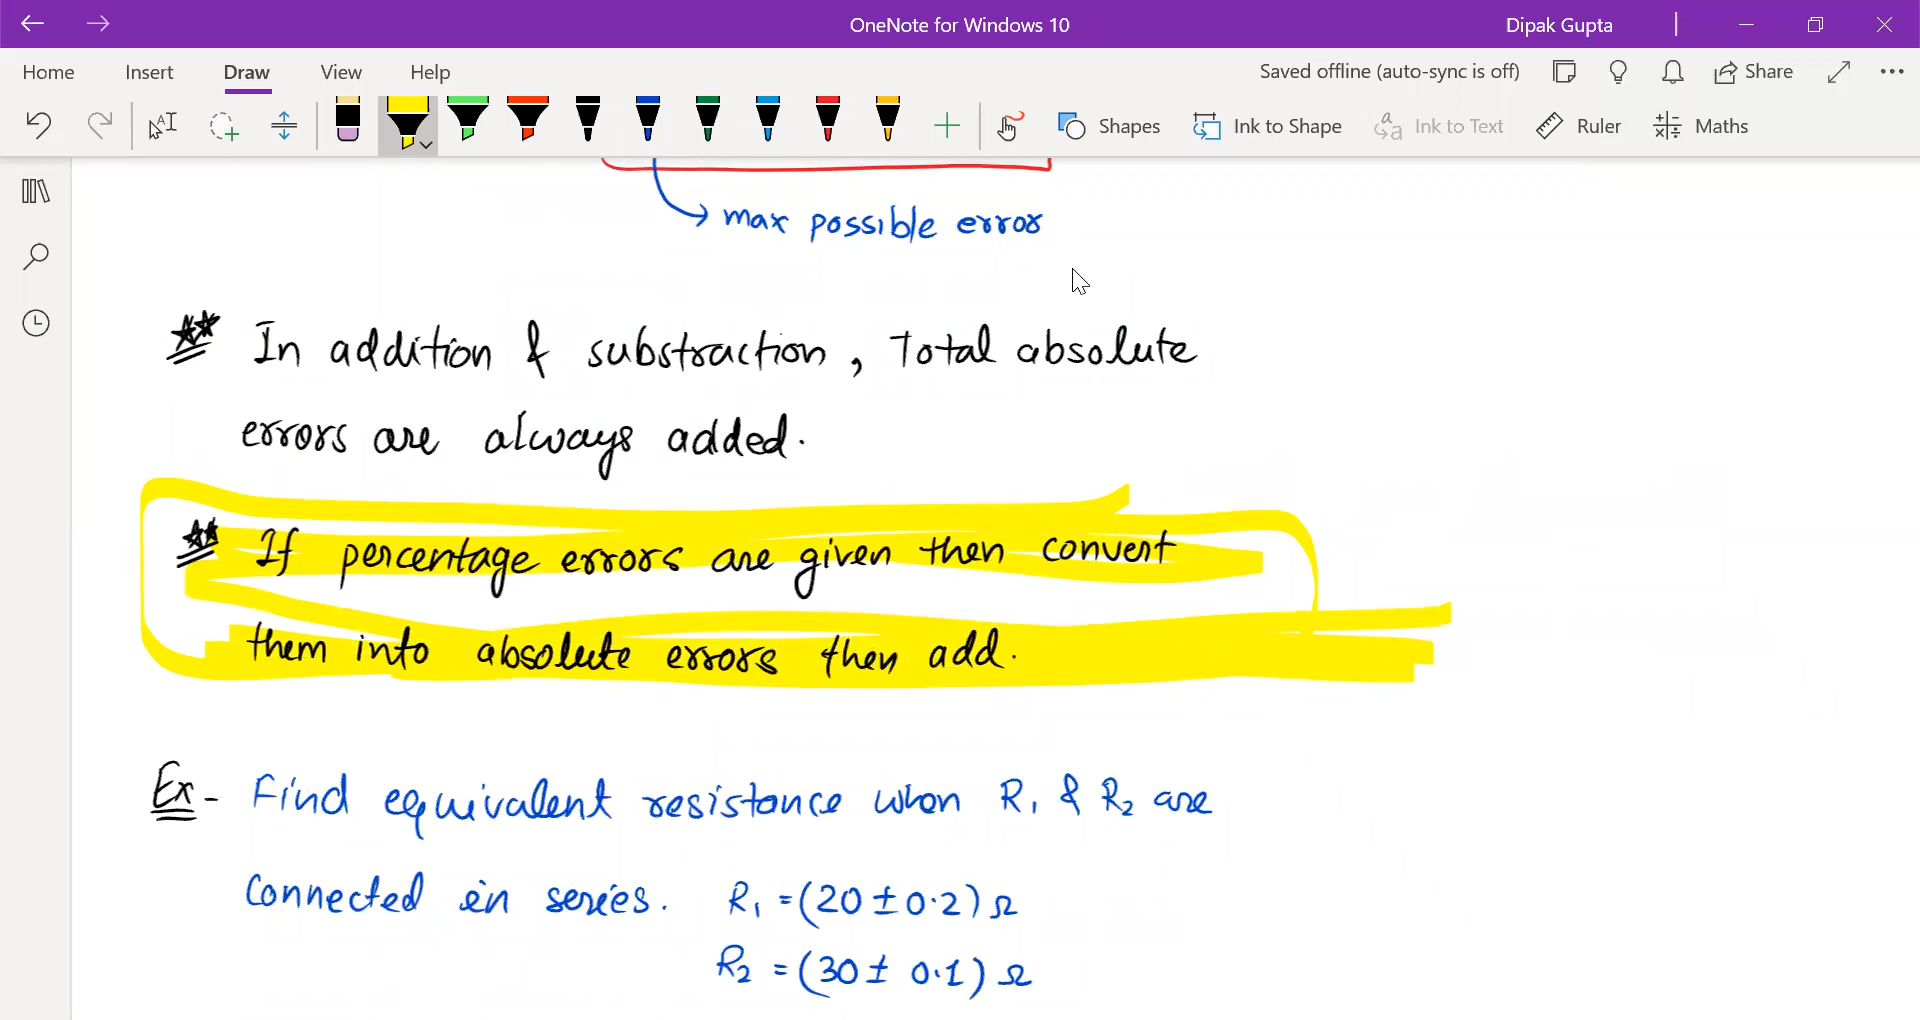 OneNote for Windows 10
Dipak Gupta
Home Insert Draw View Help
Saved offline (auto-sync is off)
Share
Shapes
Ink to Shape
Ink to Text
Ruler
Maths
→ max possible error
** In addition & substraction, Total absolute
errors are always added.
** If percentage errors are given then convert
them into absolute errors then add.
Ex- Find equivalent resistance when R₁ & R₂ are
Connected in series. R₁ = (20 ± 0.2) Ω
R₂ = (30 ± 0.1) Ω